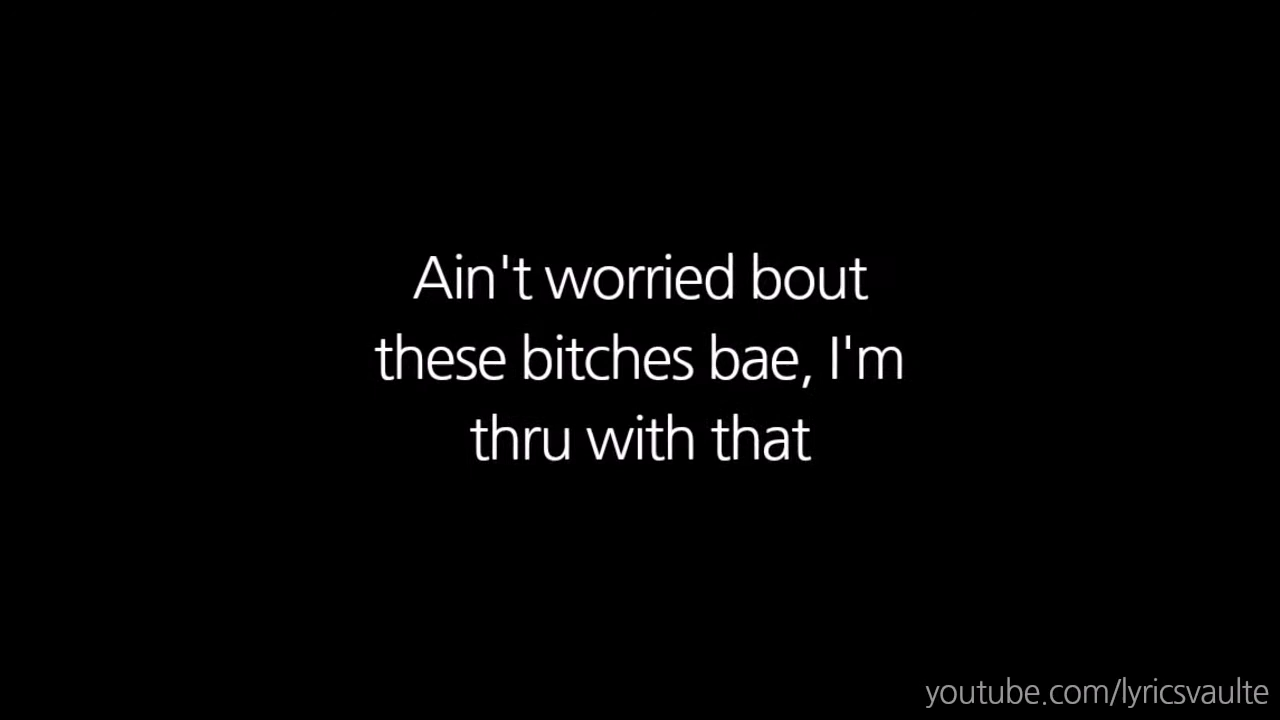 Ain't worried bout
these bitches bae, I'm
thru with that
youtube.com/lyricsvaulte